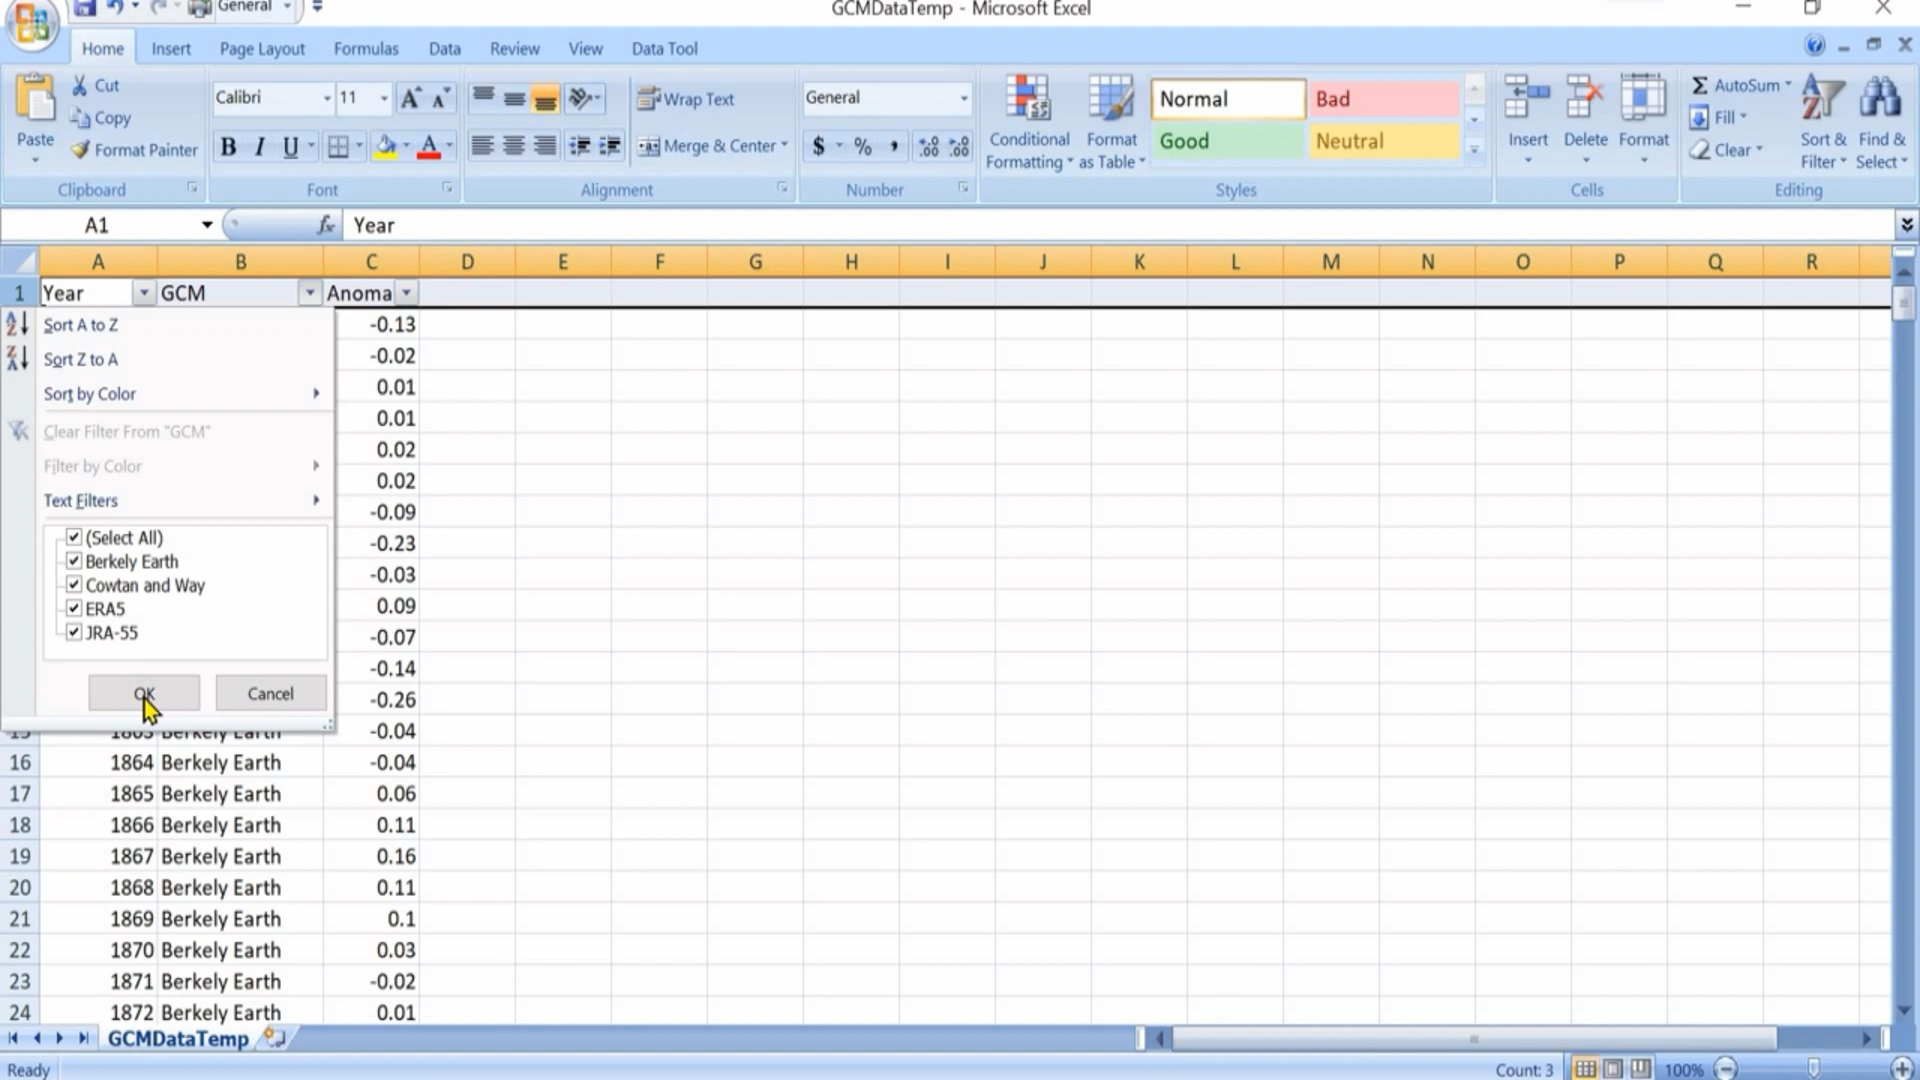 General
GCMDataTemp - Microsoft Excel
Home Insert Page Layout Formulas Data Review View Data Tool
Paste
Cut
Copy
Format Painter
Clipboard
Calibri 11
B I U A
Font
Wrap Text
Merge & Center
Alignment
General
$ % ,
Number
Conditional Formatting
Format as Table
Normal Bad
Good Neutral
Styles
Insert Delete Format
Cells
Σ AutoSum
Fill
Clear
Sort & Filter
Find & Select
Editing
A1 fx Year
A B C D E F G H I J K L M N O P Q R
1 Year GCM Anoma
Sort A to Z
Sort Z to A
Sort by Color
Clear Filter From "GCM"
Filter by Color
Text Filters
(Select All)
Berkely Earth
Cowtan and Way
ERA5
JRA-55
OK Cancel
-0.13
-0.02
0.01
0.01
0.02
0.02
-0.09
-0.23
-0.03
0.09
-0.07
-0.14
-0.26
15 1863 Berkely Earth -0.04
16 1864 Berkely Earth -0.04
17 1865 Berkely Earth 0.06
18 1866 Berkely Earth 0.11
19 1867 Berkely Earth 0.16
20 1868 Berkely Earth 0.11
21 1869 Berkely Earth 0.1
22 1870 Berkely Earth 0.03
23 1871 Berkely Earth -0.02
24 1872 Berkely Earth 0.01
GCMDataTemp
Ready Count: 3 100%